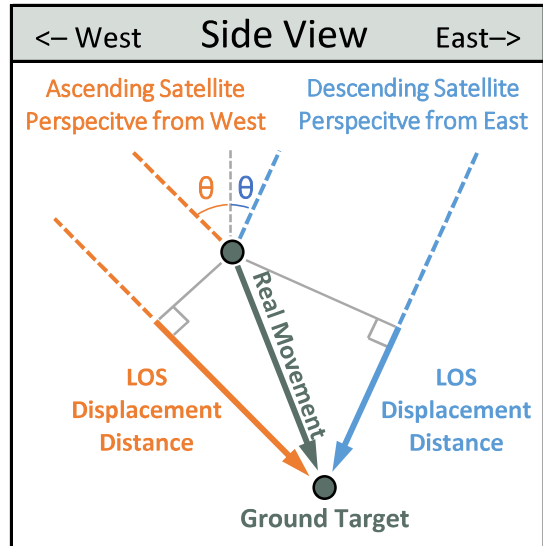 <– West Side View East–>
Ascending Satellite
Perspecitve from West
Descending Satellite
Perspecitve from East
θ θ
Real Movement
LOS
Displacement
Distance
LOS
Displacement
Distance
Ground Target